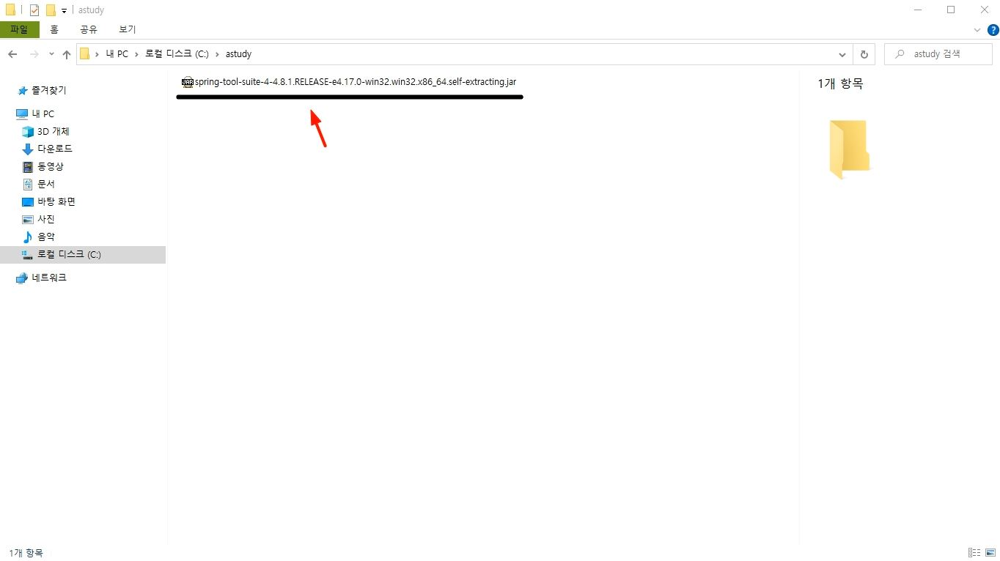 astudy
파일 홈 공유 보기
내 PC 로컬 디스크 (C:) astudy
astudy 검색
즐겨찾기
내 PC
3D 개체
다운로드
동영상
문서
바탕 화면
사진
음악
로컬 디스크 (C:)
네트워크
JAR spring-tool-suite-4-4.8.1.RELEASE-e4.17.0-win32.win32.x86_64.self-extracting.jar
1개 항목
1개 항목